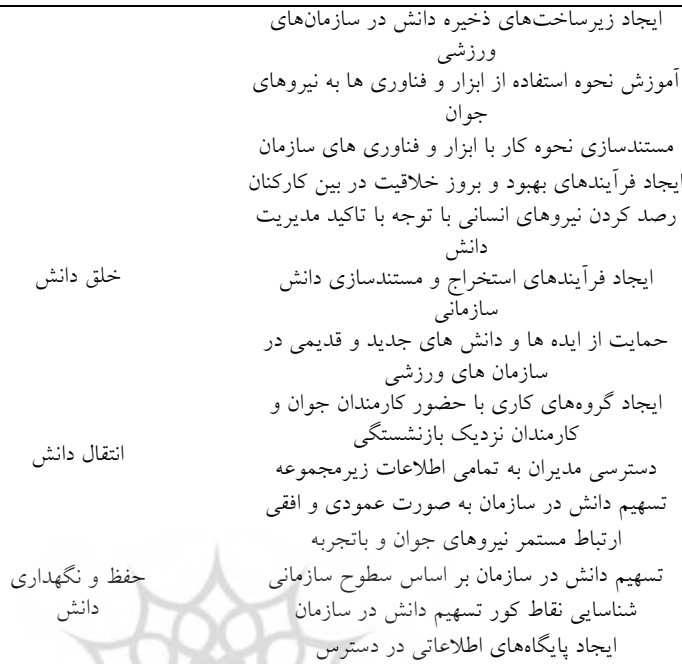 ایجاد زیرساخت‌های ذخیره دانش در سازمان‌های
ورزشی
آموزش نحوه استفاده از ابزار و فناوری ها به نیروهای
جوان
مستندسازی نحوه کار با ابزار و فناوری های سازمان
ایجاد فرآیندهای بهبود و بروز خلاقیت در بین کارکنان
رصد کردن نیروهای انسانی با توجه با تاکید مدیریت
دانش
ایجاد فرآیندهای استخراج و مستندسازی دانش
سازمانی
خلق دانش
حمایت از ایده ها و دانش های جدید و قدیمی در
سازمان های ورزشی
ایجاد گروه‌های کاری با حضور کارمندان جوان و
کارمندان نزدیک بازنشستگی
انتقال دانش
دسترسی مدیران به تمامی اطلاعات زیرمجموعه
تسهیم دانش در سازمان به صورت عمودی و افقی
ارتباط مستمر نیروهای جوان و باتجربه
تسهیم دانش در سازمان بر اساس سطوح سازمانی
حفظ و نگهداری
شناسایی نقاط کور تسهیم دانش در سازمان
دانش
ایجاد پایگاه‌های اطلاعاتی در دسترس